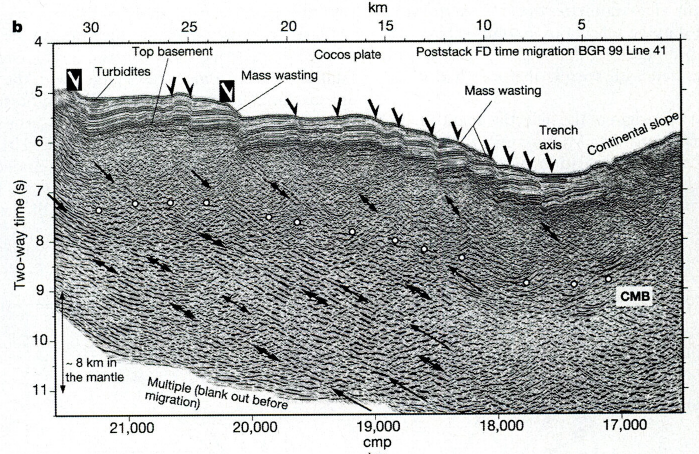 km
b
30 25 20 15 10 5
Top basement
Cocos plate
Poststack FD time migration BGR 99 Line 41
Turbidites
Mass wasting
Mass wasting
Trench
axis
Continental slope
4
5
6
7
8
9
10
11
Two-way time (s)
CMB
~ 8 km in
the mantle
Multiple (blank out before
migration)
21,000 20,000 19,000 18,000 17,000
cmp